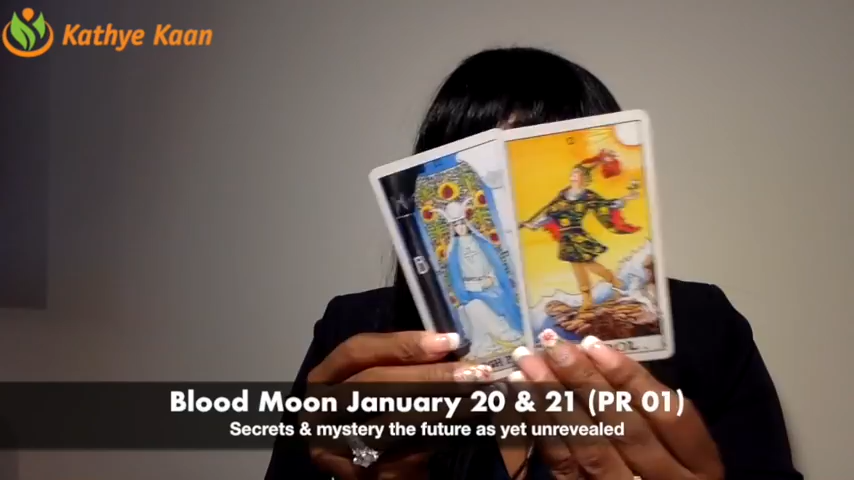 Kathye Kaan
B
Blood Moon January 20 & 21 (PR 01)
Secrets & mystery the future as yet unrevealed